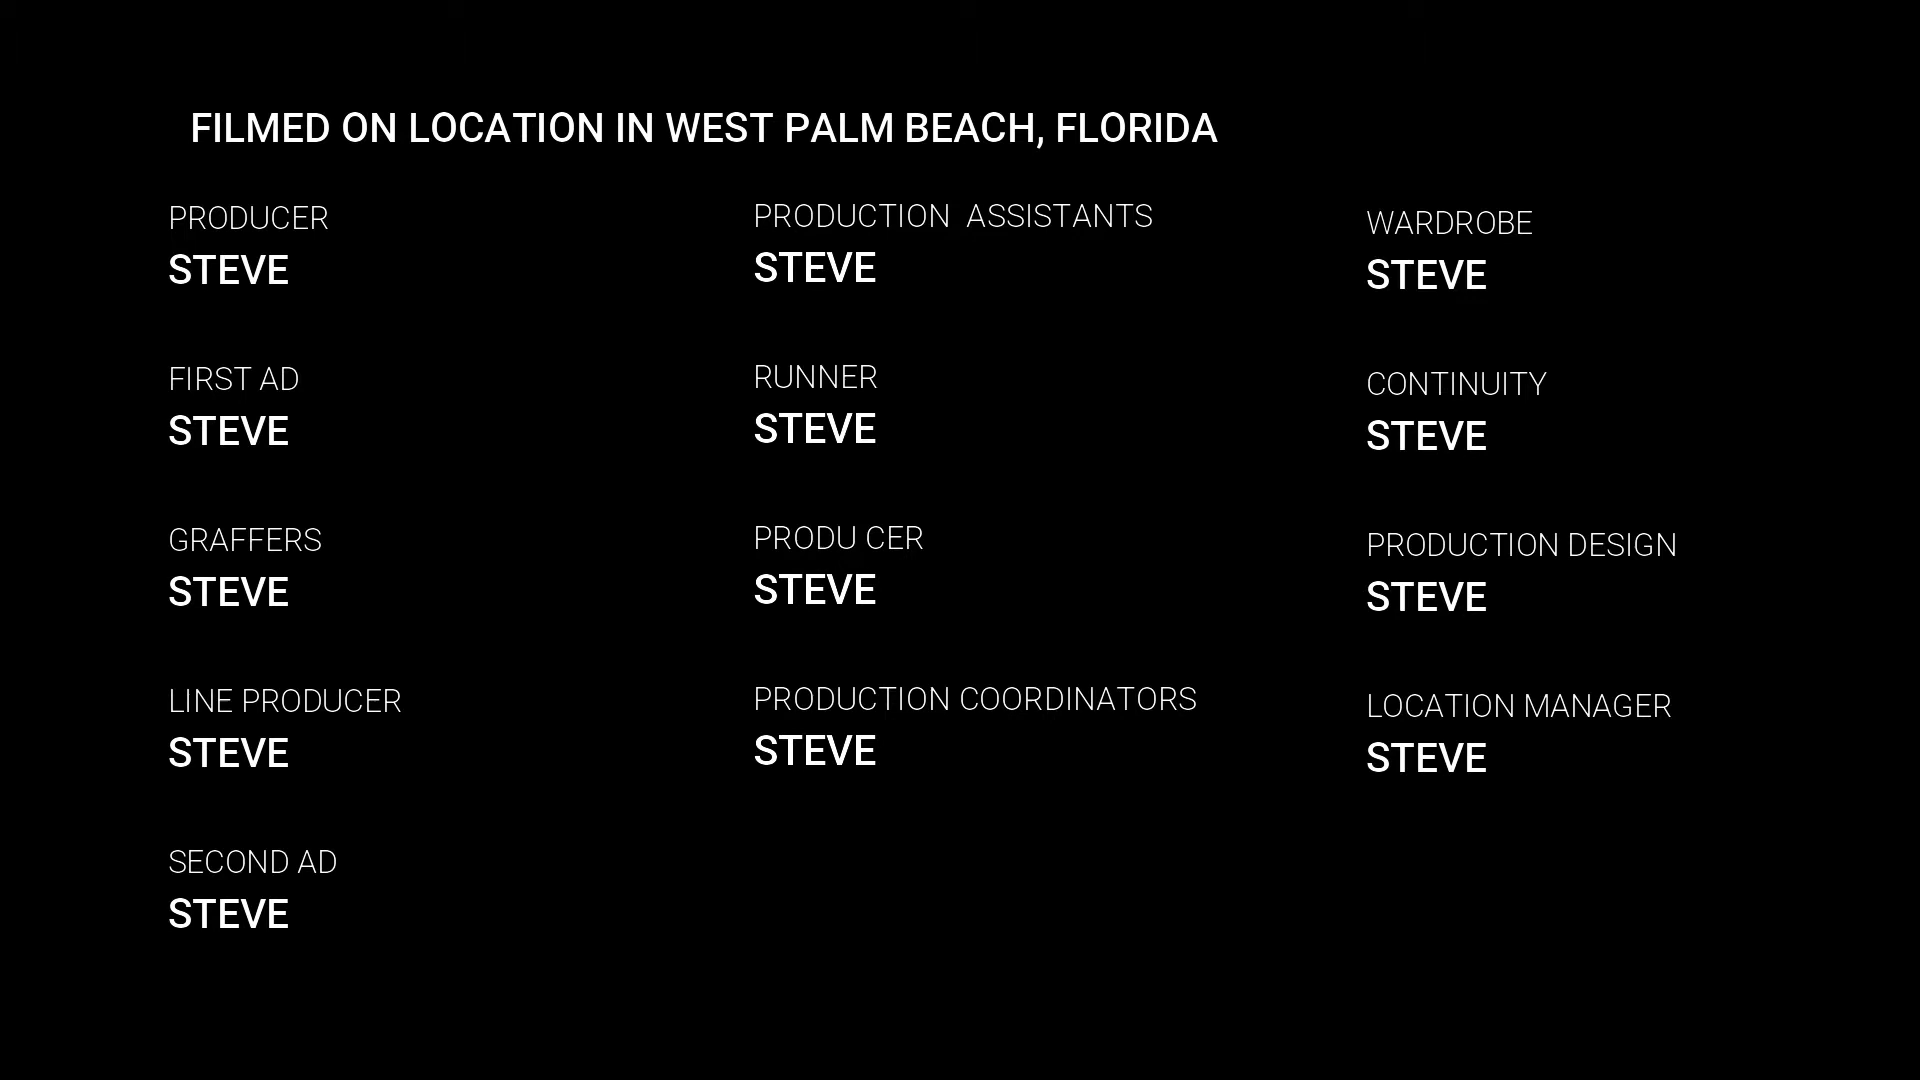 FILMED ON LOCATION IN WEST PALM BEACH, FLORIDA
PRODUCER
STEVE
FIRST AD
STEVE
GRAFFERS
STEVE
LINE PRODUCER
STEVE
SECOND AD
STEVE
PRODUCTION  ASSISTANTS
STEVE
RUNNER
STEVE
PRODU CER
STEVE
PRODUCTION COORDINATORS
STEVE
WARDROBE
STEVE
CONTINUITY
STEVE
PRODUCTION DESIGN
STEVE
LOCATION MANAGER
STEVE